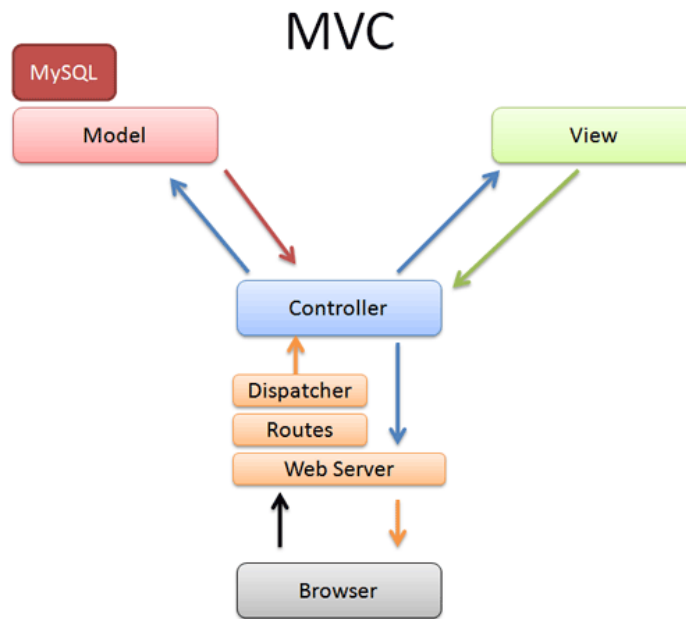 MVC
MySQL
Model
View
Controller
Dispatcher
Routes
Web Server
Browser